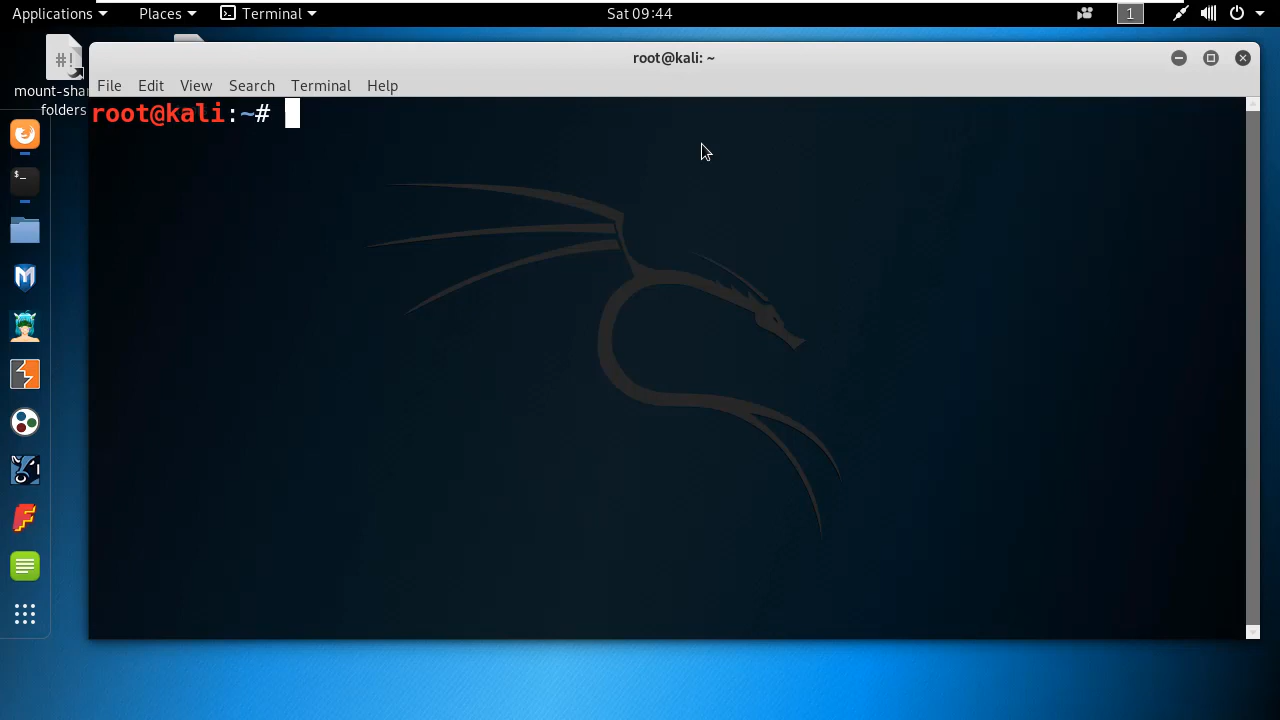 Applications Places Terminal Sat 09:44 1
#!
mount-sha
folders
root@kali: ~
File Edit View Search Terminal Help
root@kali:~#
$_